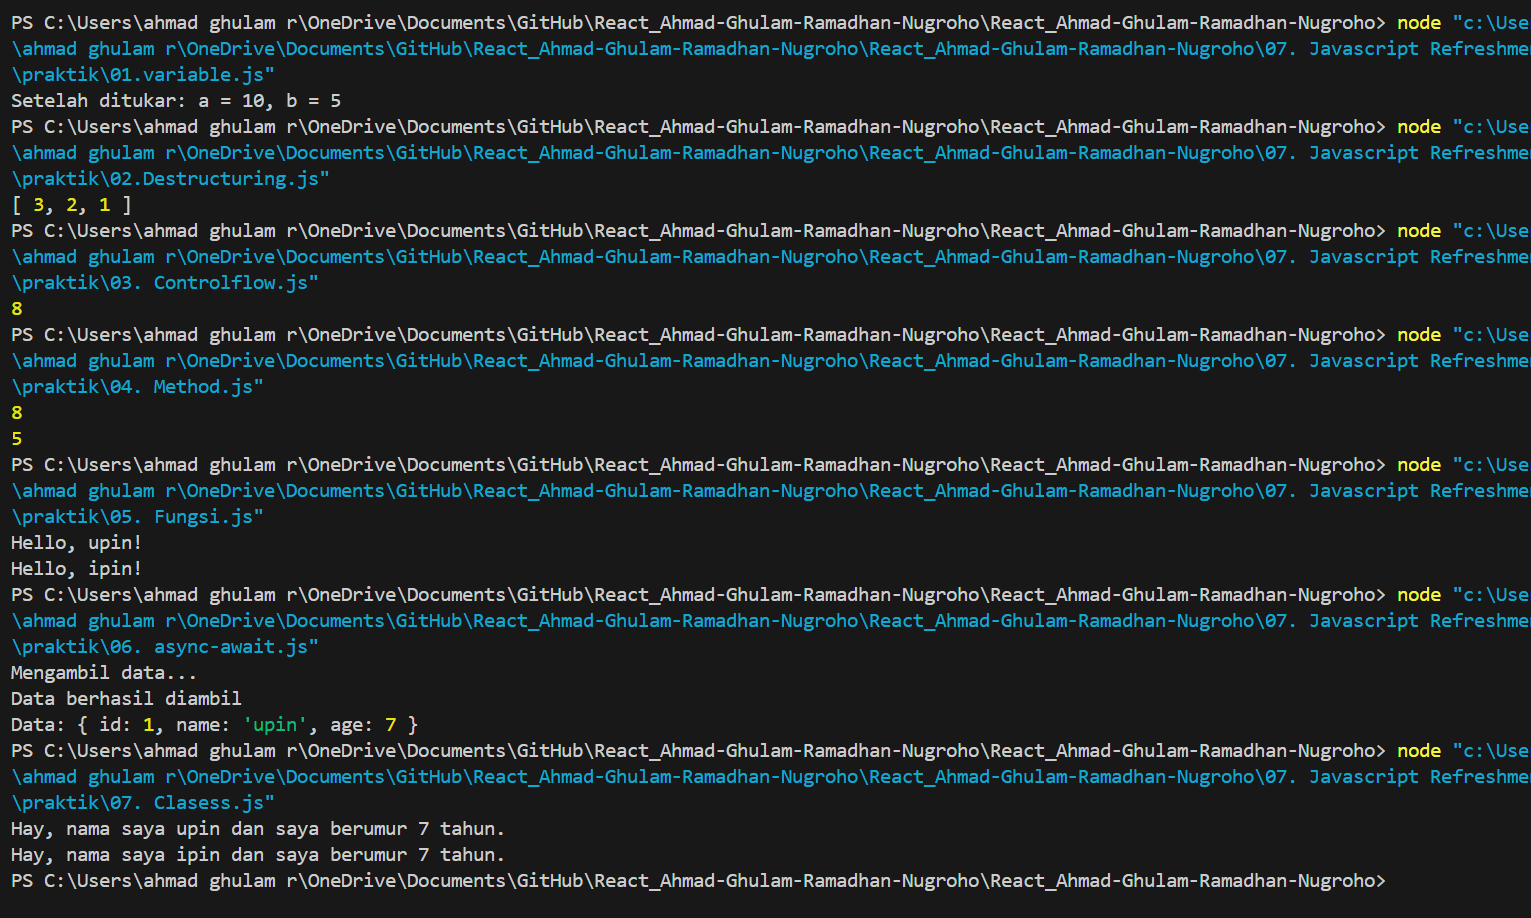 PS C:\Users\ahmad ghulam r\OneDrive\Documents\GitHub\React_Ahmad-Ghulam-Ramadhan-Nugroho\React_Ahmad-Ghulam-Ramadhan-Nugroho> node "c:\Use
\ahmad ghulam r\OneDrive\Documents\GitHub\React_Ahmad-Ghulam-Ramadhan-Nugroho\React_Ahmad-Ghulam-Ramadhan-Nugroho\07. Javascript Refreshme
\praktik\01.variable.js"
Setelah ditukar: a = 10, b = 5
PS C:\Users\ahmad ghulam r\OneDrive\Documents\GitHub\React_Ahmad-Ghulam-Ramadhan-Nugroho\React_Ahmad-Ghulam-Ramadhan-Nugroho> node "c:\Use
\ahmad ghulam r\OneDrive\Documents\GitHub\React_Ahmad-Ghulam-Ramadhan-Nugroho\React_Ahmad-Ghulam-Ramadhan-Nugroho\07. Javascript Refreshme
\praktik\02.Destructuring.js"
[ 3, 2, 1 ]
PS C:\Users\ahmad ghulam r\OneDrive\Documents\GitHub\React_Ahmad-Ghulam-Ramadhan-Nugroho\React_Ahmad-Ghulam-Ramadhan-Nugroho> node "c:\Use
\ahmad ghulam r\OneDrive\Documents\GitHub\React_Ahmad-Ghulam-Ramadhan-Nugroho\React_Ahmad-Ghulam-Ramadhan-Nugroho\07. Javascript Refreshme
\praktik\03. Controlflow.js"
8
PS C:\Users\ahmad ghulam r\OneDrive\Documents\GitHub\React_Ahmad-Ghulam-Ramadhan-Nugroho\React_Ahmad-Ghulam-Ramadhan-Nugroho> node "c:\Use
\ahmad ghulam r\OneDrive\Documents\GitHub\React_Ahmad-Ghulam-Ramadhan-Nugroho\React_Ahmad-Ghulam-Ramadhan-Nugroho\07. Javascript Refreshme
\praktik\04. Method.js"
8
5
PS C:\Users\ahmad ghulam r\OneDrive\Documents\GitHub\React_Ahmad-Ghulam-Ramadhan-Nugroho\React_Ahmad-Ghulam-Ramadhan-Nugroho> node "c:\Use
\ahmad ghulam r\OneDrive\Documents\GitHub\React_Ahmad-Ghulam-Ramadhan-Nugroho\React_Ahmad-Ghulam-Ramadhan-Nugroho\07. Javascript Refreshme
\praktik\05. Fungsi.js"
Hello, upin!
Hello, ipin!
PS C:\Users\ahmad ghulam r\OneDrive\Documents\GitHub\React_Ahmad-Ghulam-Ramadhan-Nugroho\React_Ahmad-Ghulam-Ramadhan-Nugroho> node "c:\Use
\ahmad ghulam r\OneDrive\Documents\GitHub\React_Ahmad-Ghulam-Ramadhan-Nugroho\React_Ahmad-Ghulam-Ramadhan-Nugroho\07. Javascript Refreshme
\praktik\06. async-await.js"
Mengambil data...
Data berhasil diambil
Data: { id: 1, name: 'upin', age: 7 }
PS C:\Users\ahmad ghulam r\OneDrive\Documents\GitHub\React_Ahmad-Ghulam-Ramadhan-Nugroho\React_Ahmad-Ghulam-Ramadhan-Nugroho> node "c:\Use
\ahmad ghulam r\OneDrive\Documents\GitHub\React_Ahmad-Ghulam-Ramadhan-Nugroho\React_Ahmad-Ghulam-Ramadhan-Nugroho\07. Javascript Refreshme
\praktik\07. Clasess.js"
Hay, nama saya upin dan saya berumur 7 tahun.
Hay, nama saya ipin dan saya berumur 7 tahun.
PS C:\Users\ahmad ghulam r\OneDrive\Documents\GitHub\React_Ahmad-Ghulam-Ramadhan-Nugroho\React_Ahmad-Ghulam-Ramadhan-Nugroho>